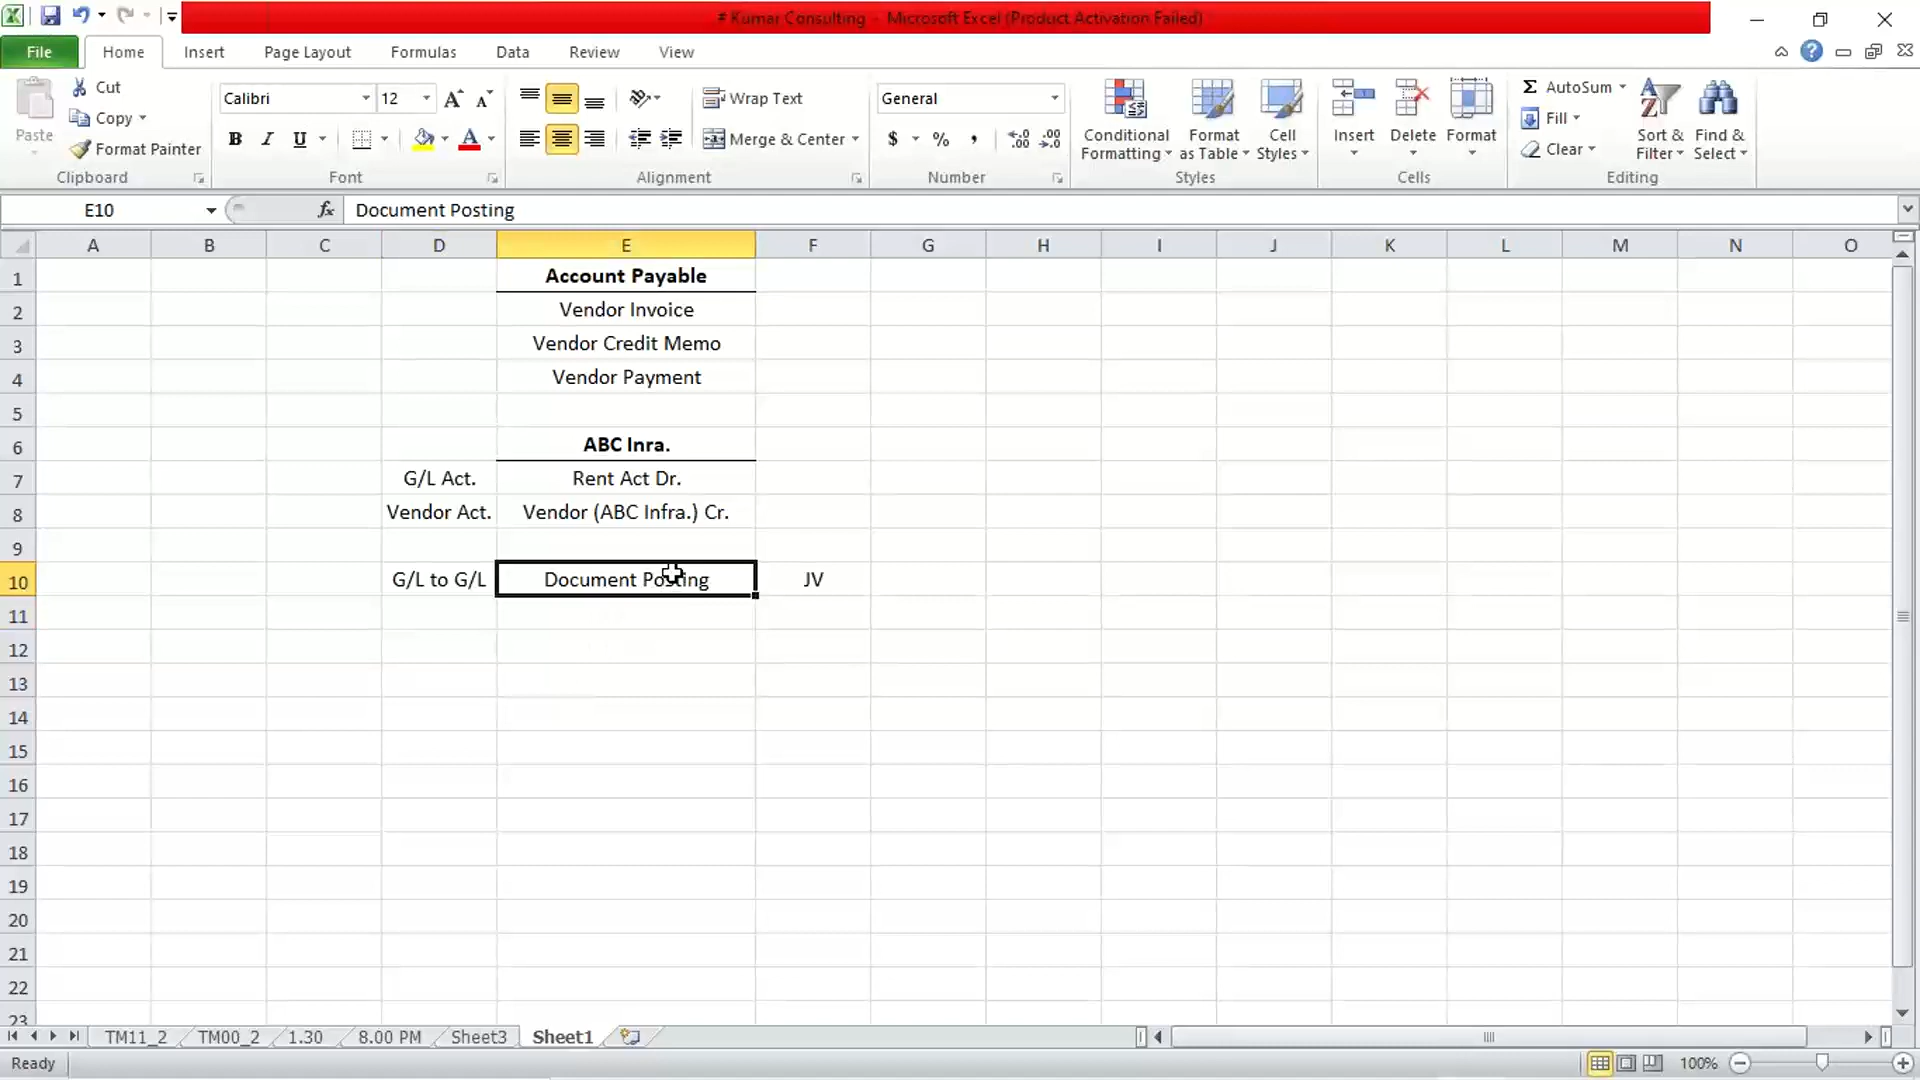 # Kumar Consulting - Microsoft Excel (Product Activation Failed)
File Home Insert Page Layout Formulas Data Review View
Paste
Cut
Copy
Format Painter
Clipboard
Calibri 12
B I U A
Font
Wrap Text
Merge & Center
Alignment
General
$ % ,
Number
Conditional Formatting
Format as Table
Cell Styles
Styles
Insert Delete Format
Cells
Σ AutoSum
Fill
Clear
Sort & Filter
Find & Select
Editing
E10 fx Document Posting
A B C D E F G H I J K L M N O
1 Account Payable
2 Vendor Invoice
3 Vendor Credit Memo
4 Vendor Payment
5
6 ABC Inra.
7 G/L Act. Rent Act Dr.
8 Vendor Act. Vendor (ABC Infra.) Cr.
9
10 G/L to G/L Document Posting JV
11
12
13
14
15
16
17
18
19
20
21
22
23
TM11_2 TM00_2 1.30 8.00 PM Sheet3 Sheet1
Ready 100%